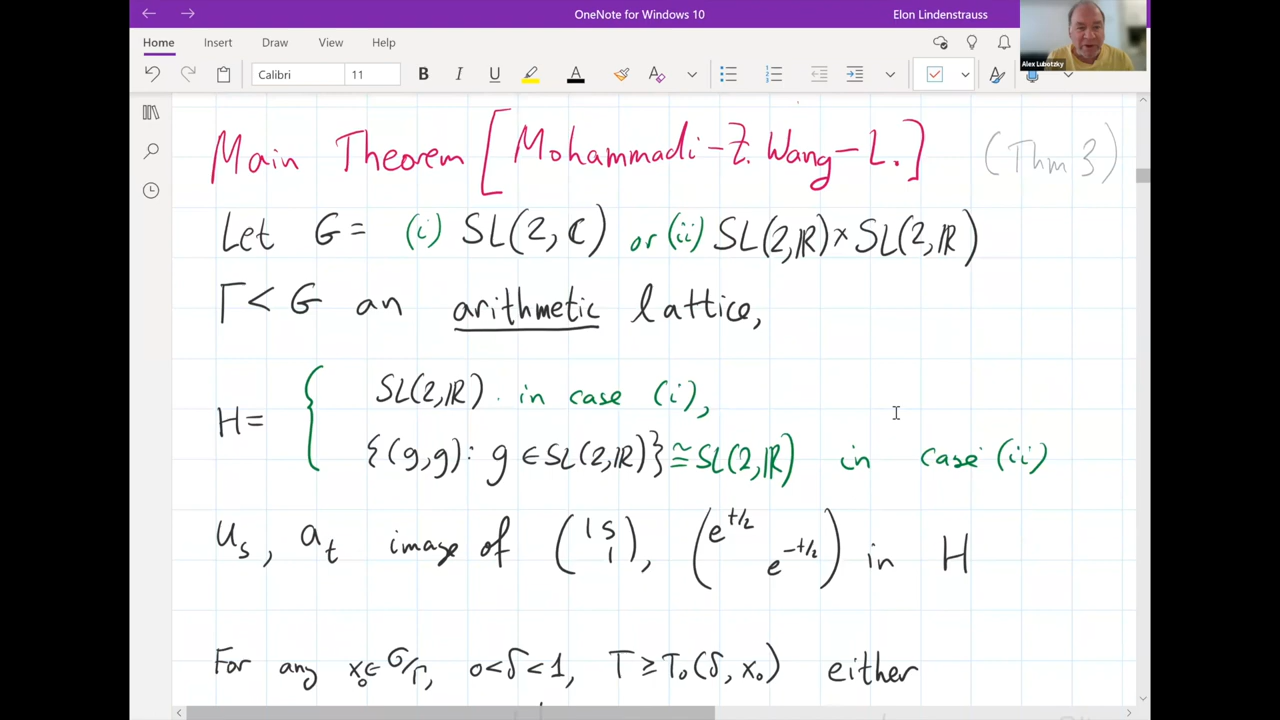 OneNote for Windows 10
Elon Lindenstrauss
Alex Lubotzky
Home Insert Draw View Help
Calibri 11 B I U A
Main Theorem [Mohammadi-Z. Wang-L.] (Thm 3)
Let G = (i) SL(2,ℂ) or (ii) SL(2,ℝ)×SL(2,ℝ)
Γ < G an arithmetic lattice,
H = { SL(2,ℝ) in case (i),
{(g,g): g ∈ SL(2,ℝ)} ≅ SL(2,ℝ) in case (ii)
u_s, a_t image of (1 s
1), (e^{t/2}
e^{-t/2}) in H
For any x_0 ∈ G/Γ, 0<δ<1, T ≥ T_0(δ, x_0) either